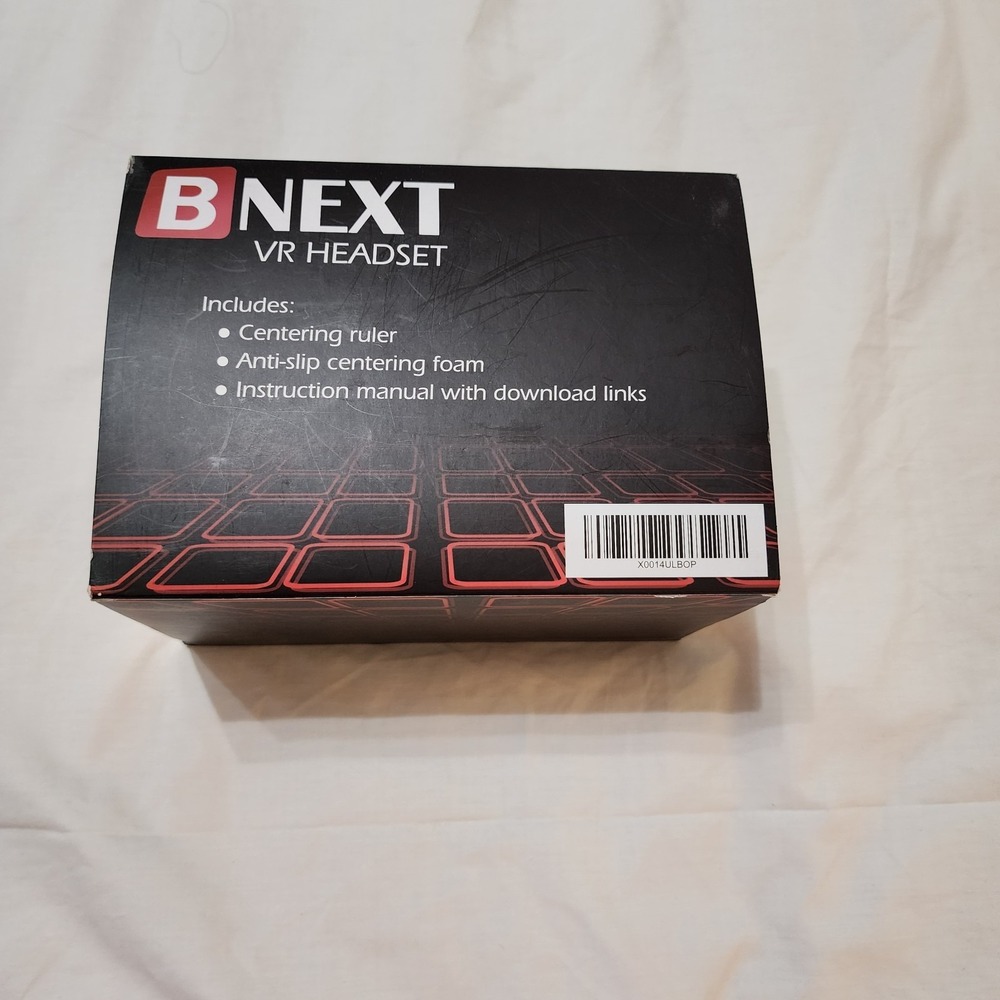 BNEXT
VR HEADSET
Includes:
● Centering ruler
● Anti-slip centering foam
● Instruction manual with download links
X0014ULBOP